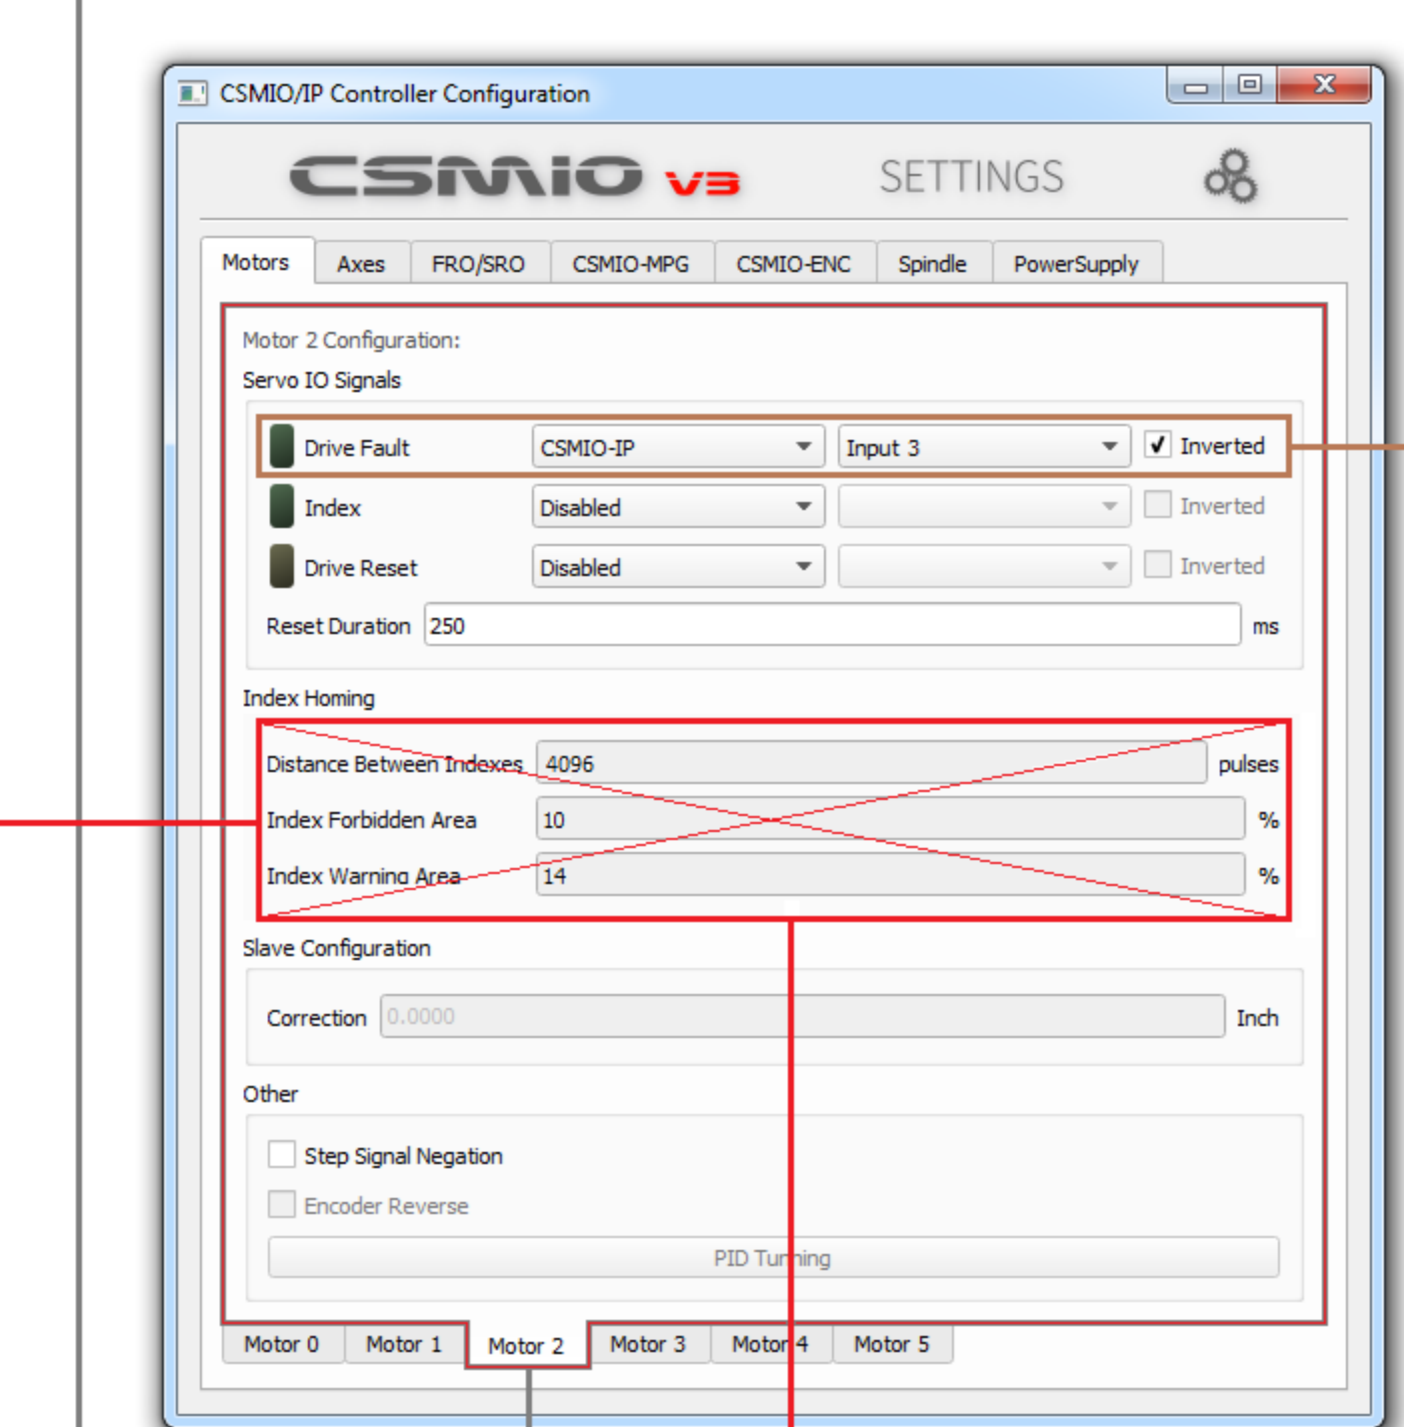 CSMIO/IP Controller Configuration
CSMIO V3 SETTINGS
Motors Axes FRO/SRO CSMIO-MPG CSMIO-ENC Spindle PowerSupply
Motor 2 Configuration:
Servo IO Signals
Drive Fault CSMIO-IP Input 3 Inverted
Index Disabled Inverted
Drive Reset Disabled Inverted
Reset Duration 250 ms
Index Homing
Distance Between Indexes 4096 pulses
Index Forbidden Area 10 %
Index Warning Area 14 %
Slave Configuration
Correction 0.0000 Inch
Other
Step Signal Negation
Encoder Reverse
PID Tunning
Motor 0 Motor 1 Motor 2 Motor 3 Motor 4 Motor 5